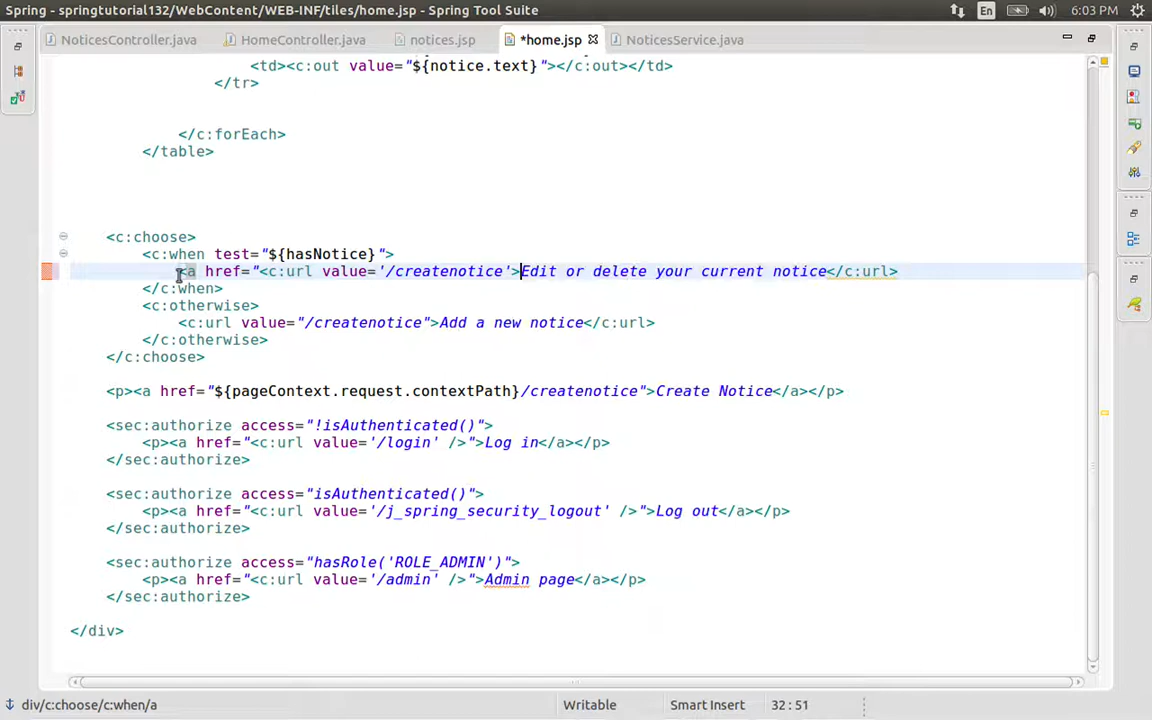 Spring - springtutorial132/WebContent/WEB-INF/tiles/home.jsp - Spring Tool Suite
En
6:03 PM
NoticesController.java
HomeController.java
notices.jsp
*home.jsp
NoticesService.java
<td><c:out value="${notice.text}"></c:out></td>
</tr>
</c:forEach>
</table>
<c:choose>
<c:when test="${hasNotice}">
<a href="<c:url value='/createnotice'>Edit or delete your current notice</c:url>
</c:when>
<c:otherwise>
<c:url value="/createnotice">Add a new notice</c:url>
</c:otherwise>
</c:choose>
<p><a href="${pageContext.request.contextPath}/createnotice">Create Notice</a></p>
<sec:authorize access="!isAuthenticated()">
<p><a href="<c:url value='/login' />">Log in</a></p>
</sec:authorize>
<sec:authorize access="isAuthenticated()">
<p><a href="<c:url value='/j_spring_security_logout' />">Log out</a></p>
</sec:authorize>
<sec:authorize access="hasRole('ROLE_ADMIN')">
<p><a href="<c:url value='/admin' />">Admin page</a></p>
</sec:authorize>
</div>
div/c:choose/c:when/a
Writable
Smart Insert
32 : 51